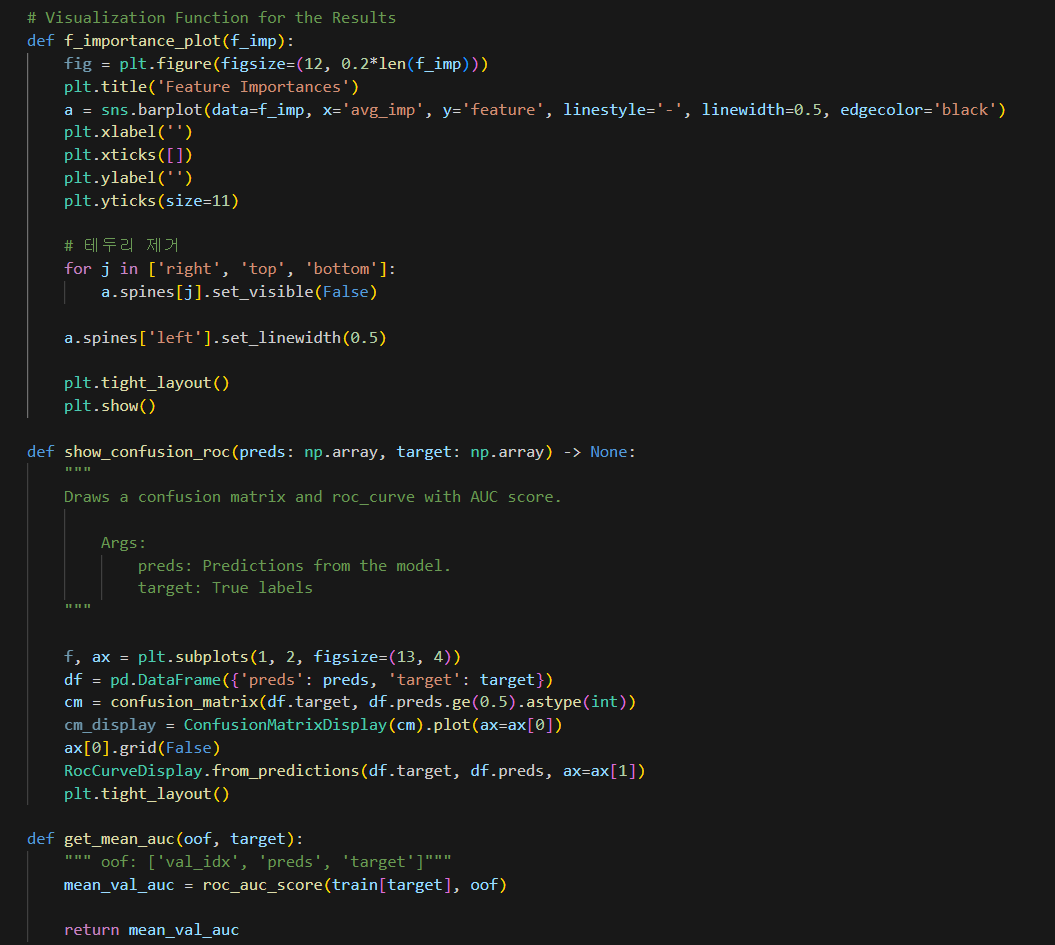 # Visualization Function for the Results
def f_importance_plot(f_imp):
    fig = plt.figure(figsize=(12, 0.2*len(f_imp)))
    plt.title('Feature Importances')
    a = sns.barplot(data=f_imp, x='avg_imp', y='feature', linestyle='-', linewidth=0.5, edgecolor='black')
    plt.xlabel('')
    plt.xticks([])
    plt.ylabel('')
    plt.yticks(size=11)

    # 테두리 제거
    for j in ['right', 'top', 'bottom']:
        a.spines[j].set_visible(False)

    a.spines['left'].set_linewidth(0.5)

    plt.tight_layout()
    plt.show()

def show_confusion_roc(preds: np.array, target: np.array) -> None:
    """
    Draws a confusion matrix and roc_curve with AUC score.

        Args:
            preds: Predictions from the model.
            target: True labels
    """

    f, ax = plt.subplots(1, 2, figsize=(13, 4))
    df = pd.DataFrame({'preds': preds, 'target': target})
    cm = confusion_matrix(df.target, df.preds.ge(0.5).astype(int))
    cm_display = ConfusionMatrixDisplay(cm).plot(ax=ax[0])
    ax[0].grid(False)
    RocCurveDisplay.from_predictions(df.target, df.preds, ax=ax[1])
    plt.tight_layout()

def get_mean_auc(oof, target):
    """ oof: ['val_idx', 'preds', 'target']"""
    mean_val_auc = roc_auc_score(train[target], oof)

    return mean_val_auc